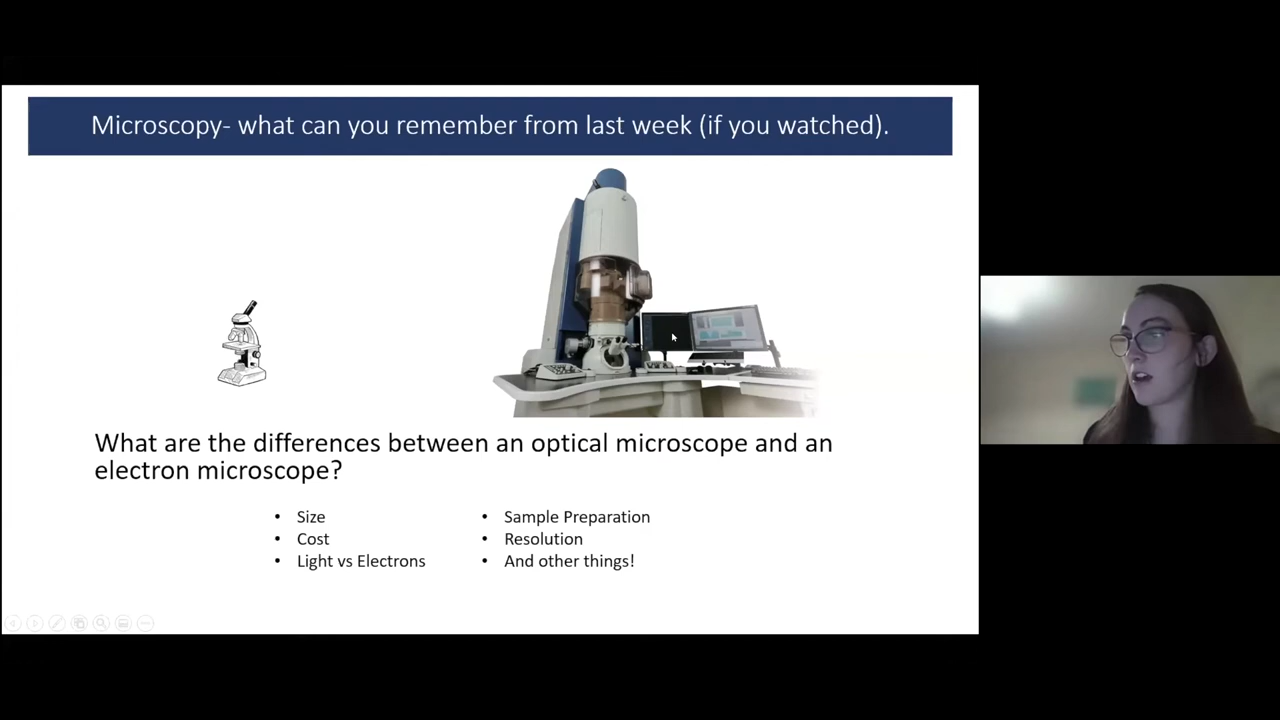 Microscopy- what can you remember from last week (if you watched).
What are the differences between an optical microscope and an
electron microscope?
• Size
• Cost
• Light vs Electrons
• Sample Preparation
• Resolution
• And other things!